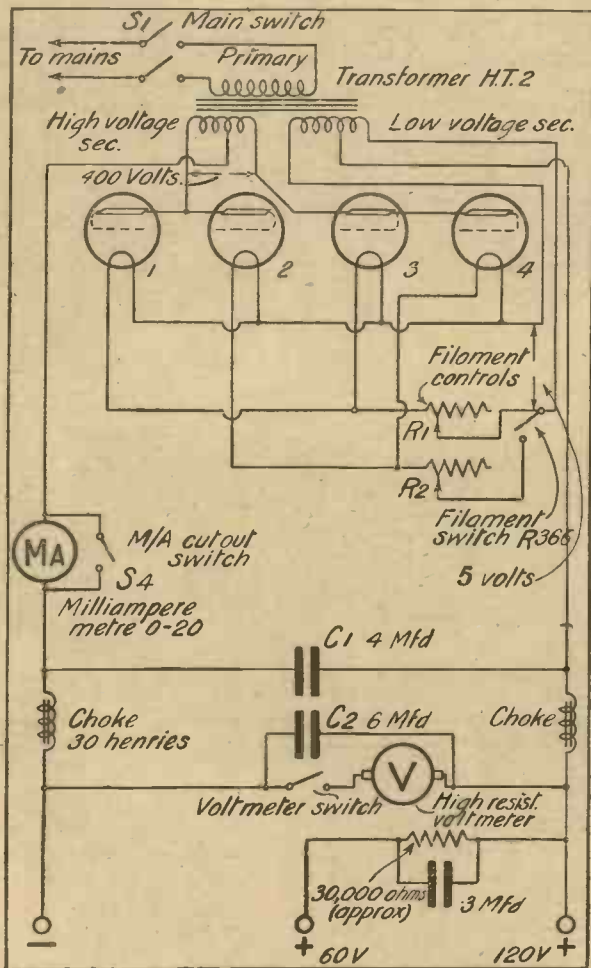 S1 Main switch
To mains
Primary
Transformer H.T.2
High voltage
sec.
Low voltage sec.
400 Volts.
1
2
3
4
Filament
controls
R1
R2
Filament
switch R366
5 volts
MA
M/A cutout
switch
S4
Milliampere
metre 0-20
C1 4 Mfd
Choke
30 henries
C2 6 Mfd
Choke
V
Voltmeter switch
High resist.
voltmeter
30,000 ohms
(approx)
·3 Mfd
−
+ 60V
120V +